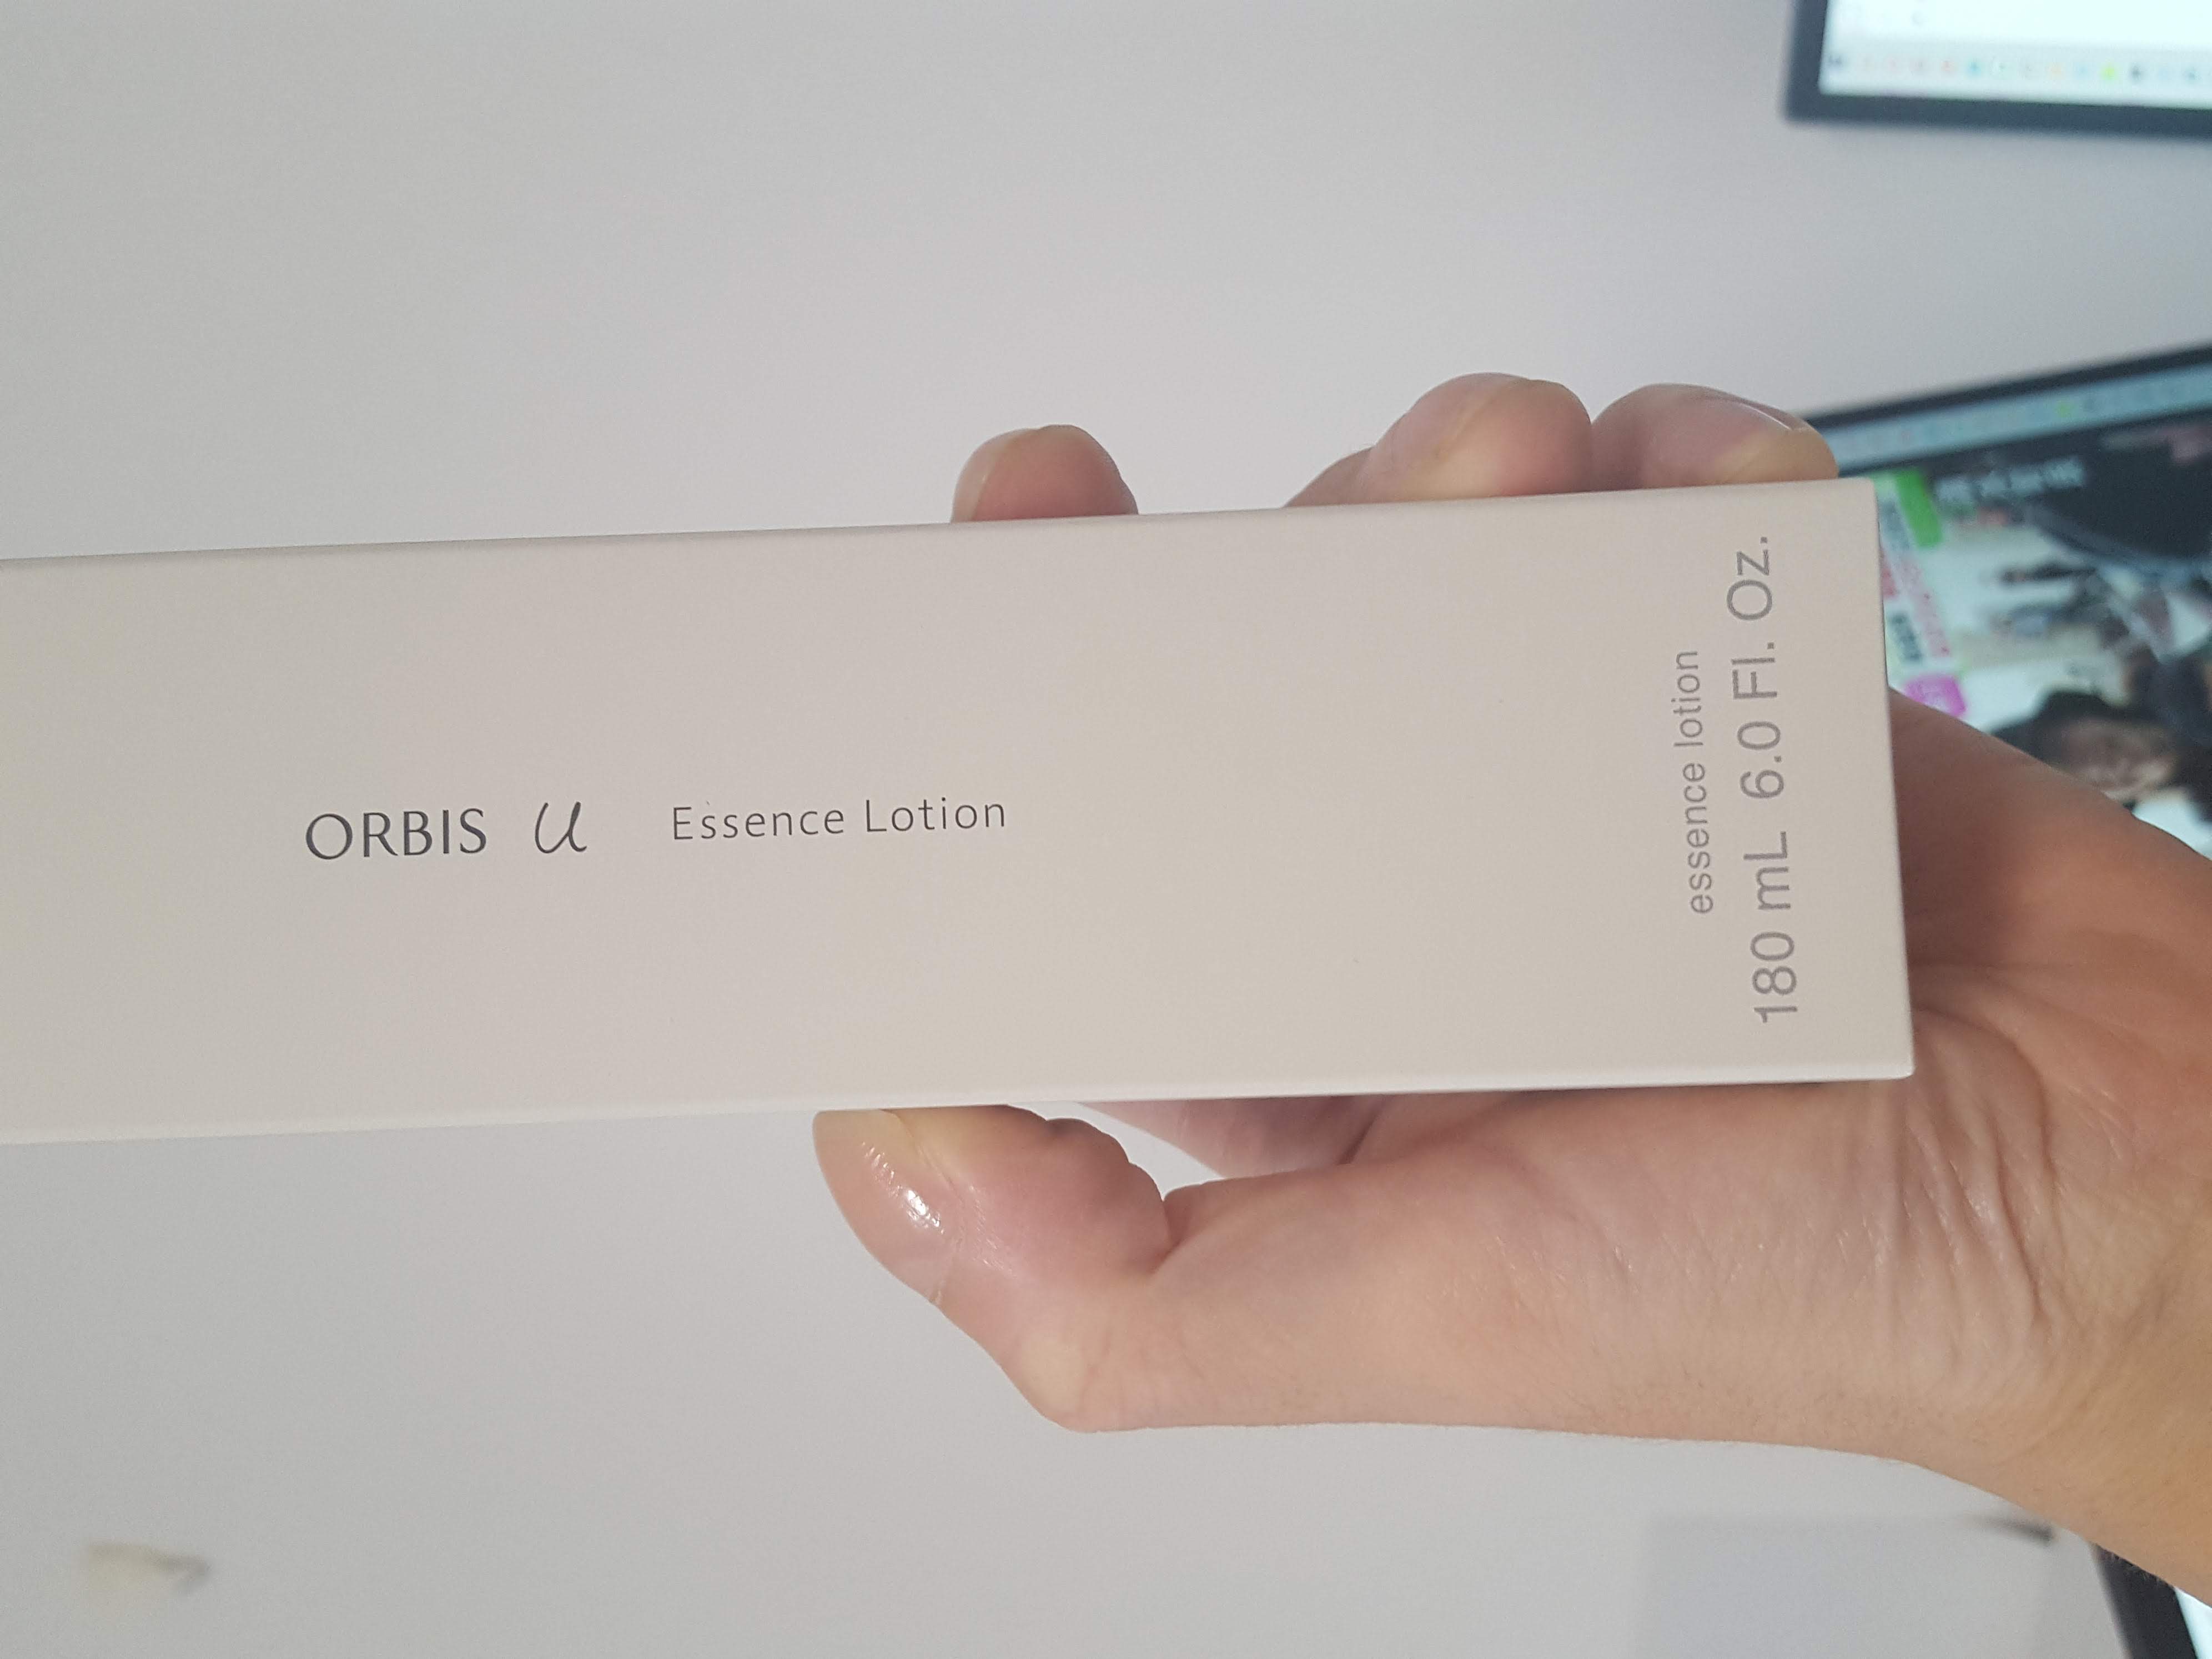 ORBIS u Essence Lotion
essence lotion
180 mL 6.0 Fl. Oz.